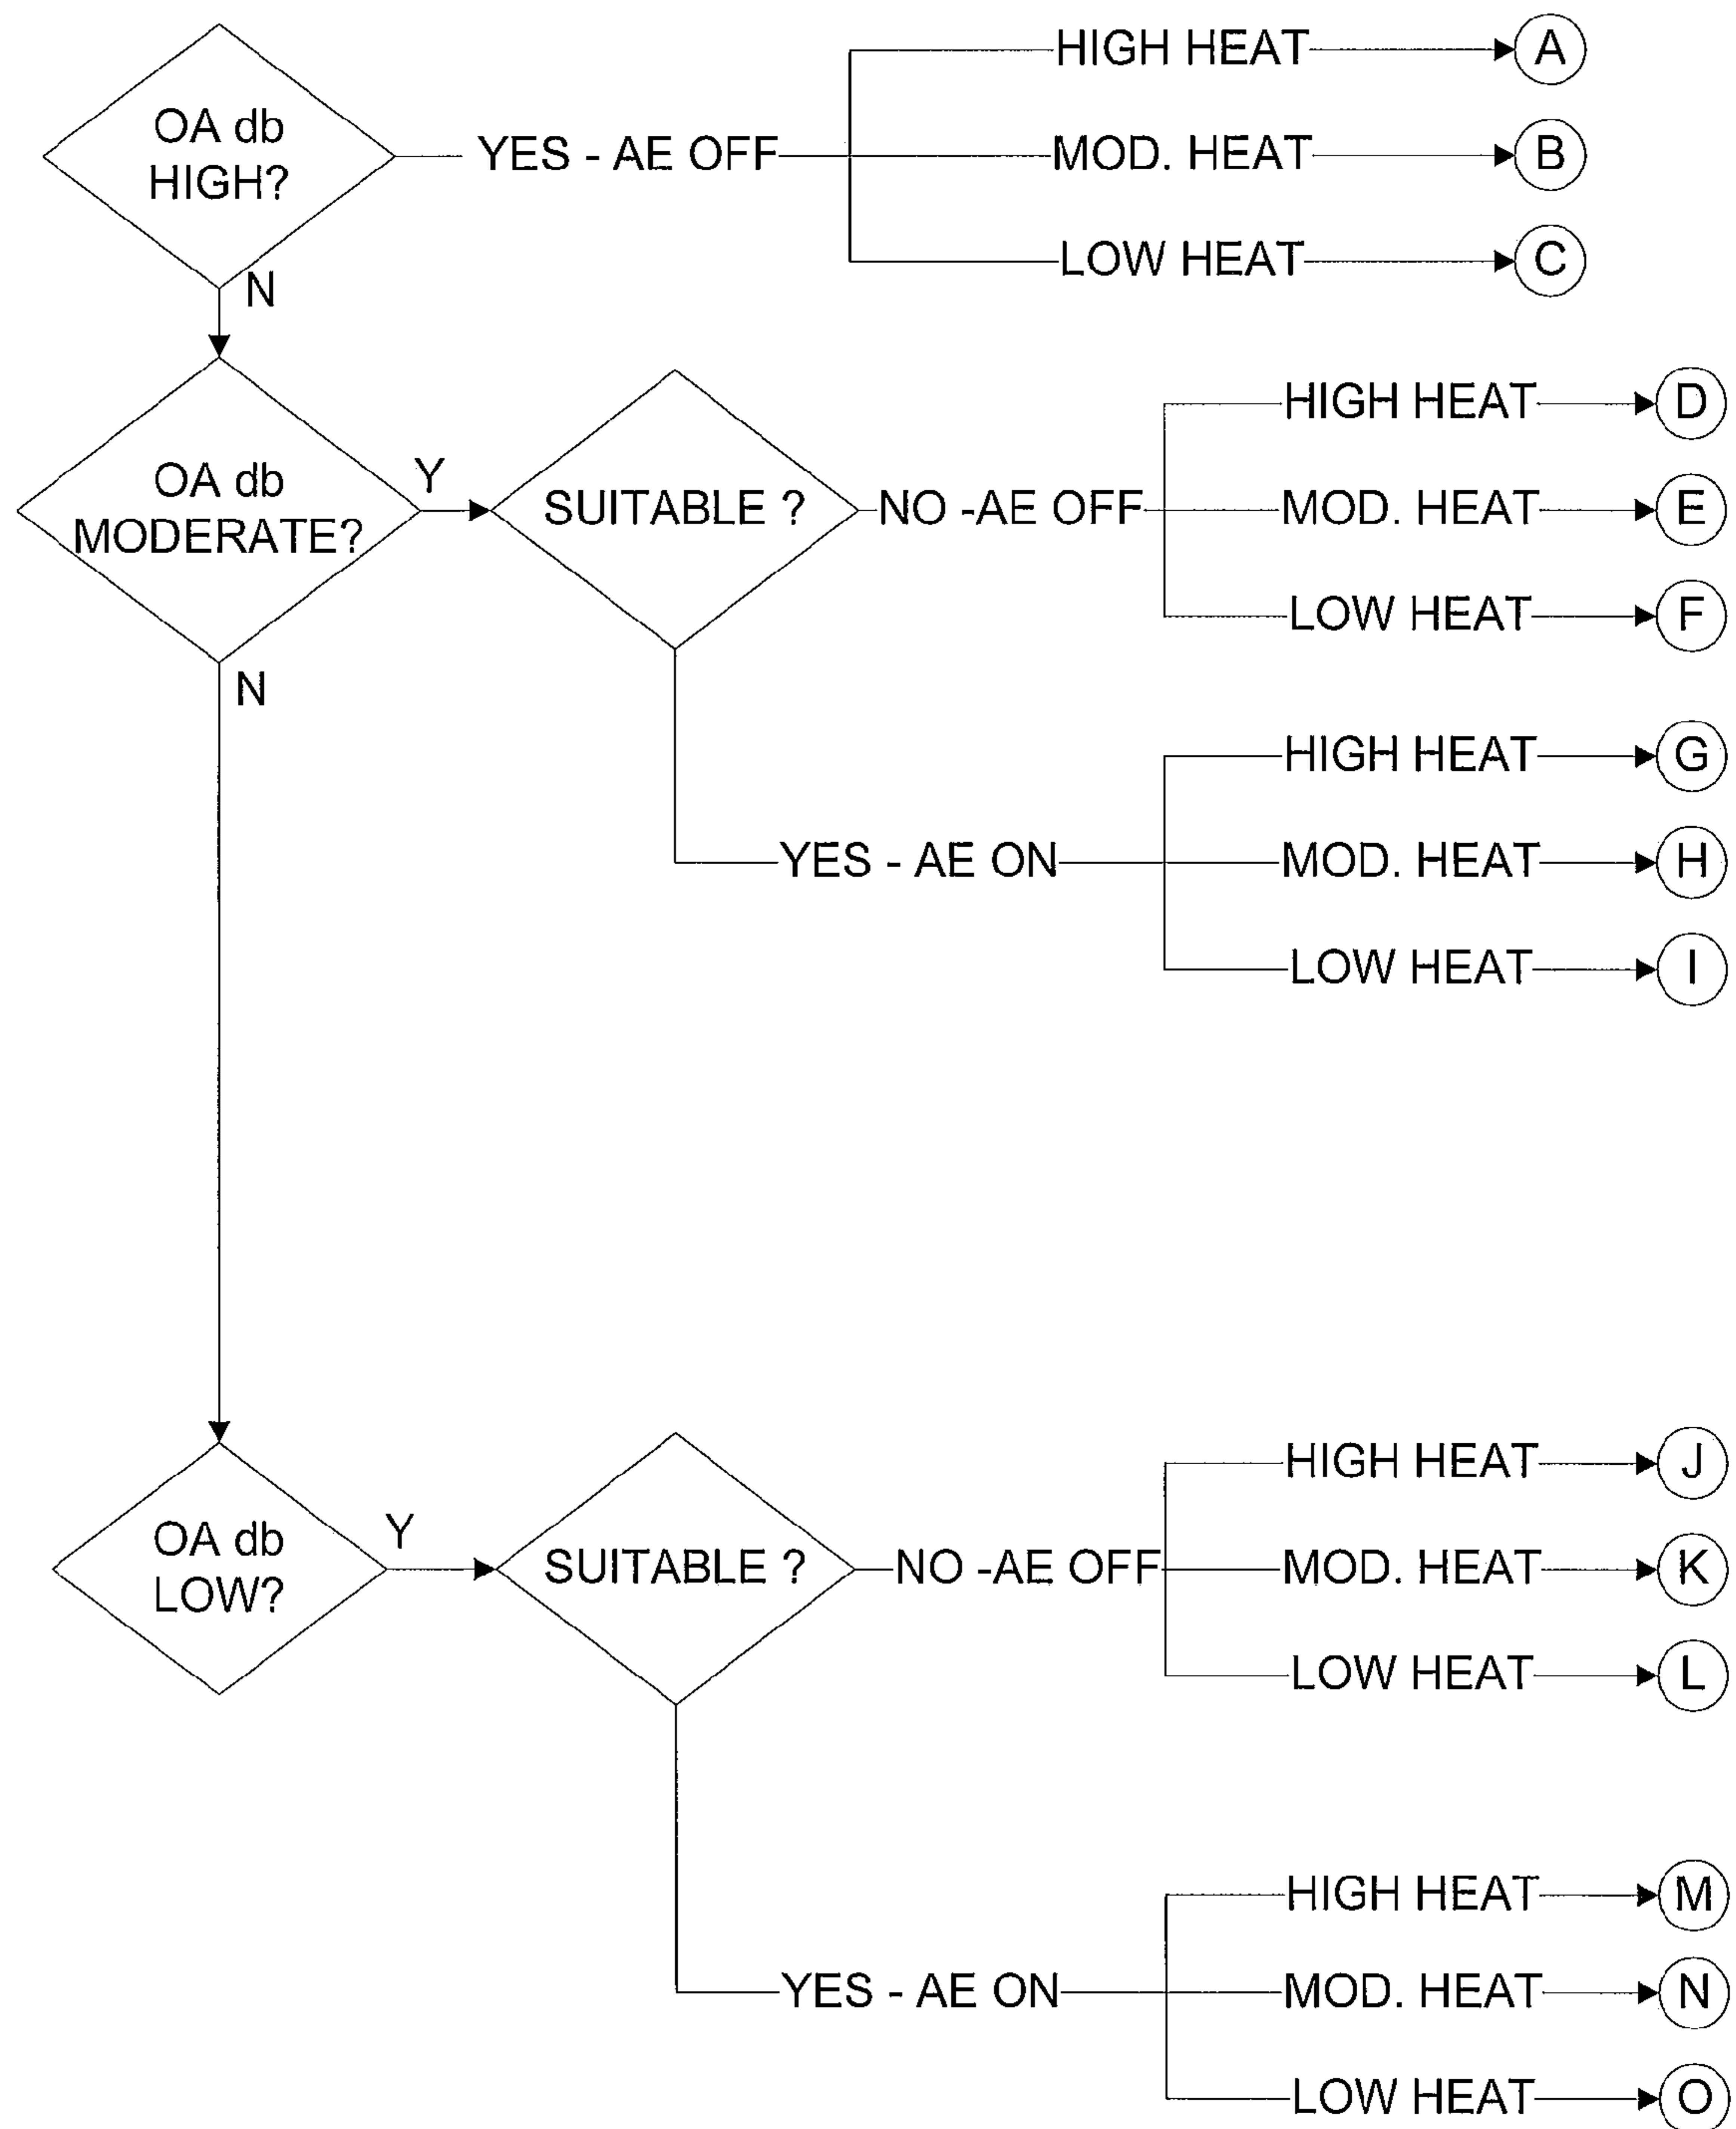 OA db
HIGH?
YES - AE OFF
HIGH HEAT
A
MOD. HEAT
B
LOW HEAT
C
N
OA db
MODERATE?
Y
SUITABLE ?
NO -AE OFF
HIGH HEAT
D
MOD. HEAT
E
LOW HEAT
F
N
YES - AE ON
HIGH HEAT
G
MOD. HEAT
H
LOW HEAT
I
OA db
LOW?
Y
SUITABLE ?
NO -AE OFF
HIGH HEAT
J
MOD. HEAT
K
LOW HEAT
L
YES - AE ON
HIGH HEAT
M
MOD. HEAT
N
LOW HEAT
O